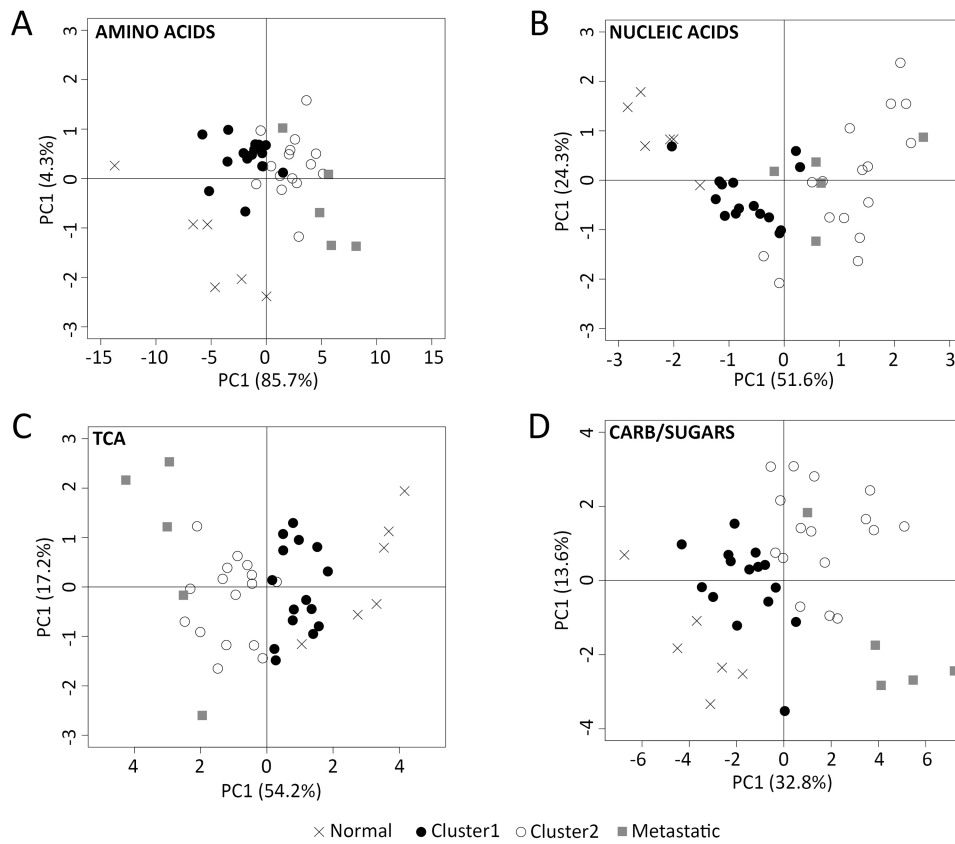 A
AMINO ACIDS
3
2
1
0
-1
-2
-3
PC1 (4.3%)
-15 -10 -5 0 5 10 15
PC1 (85.7%)
B
NUCLEIC ACIDS
3
2
1
0
-1
-2
-3
PC1 (24.3%)
-3 -2 -1 0 1 2 3
PC1 (51.6%)
C
TCA
3
2
1
0
-1
-2
-3
PC1 (17.2%)
4 2 0 2 4
PC1 (54.2%)
D
CARB/SUGARS
4
2
0
-2
-4
PC1 (13.6%)
-6 -4 -2 0 2 4 6
PC1 (32.8%)
Normal Cluster1 Cluster2 Metastatic